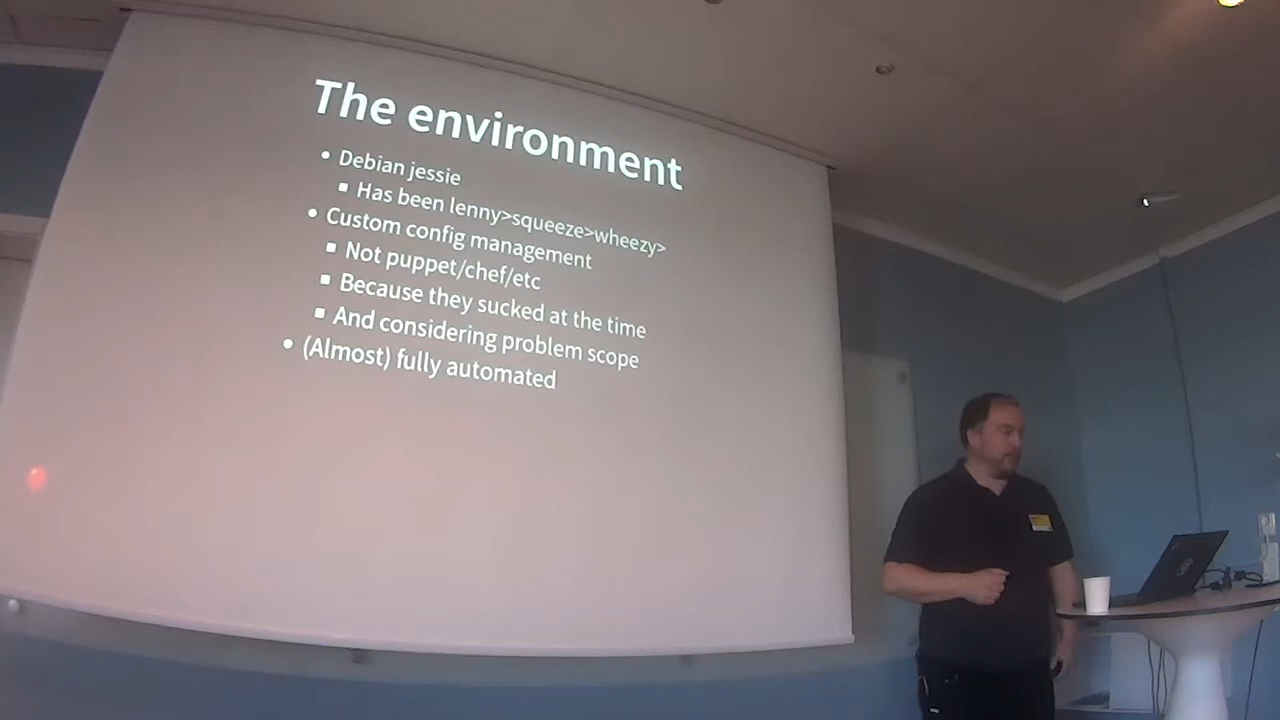 The environment
• Debian jessie
▪ Has been lenny>squeeze>wheezy>
• Custom config management
▪ Not puppet/chef/etc
▪ Because they sucked at the time
▪ And considering problem scope
• (Almost) fully automated